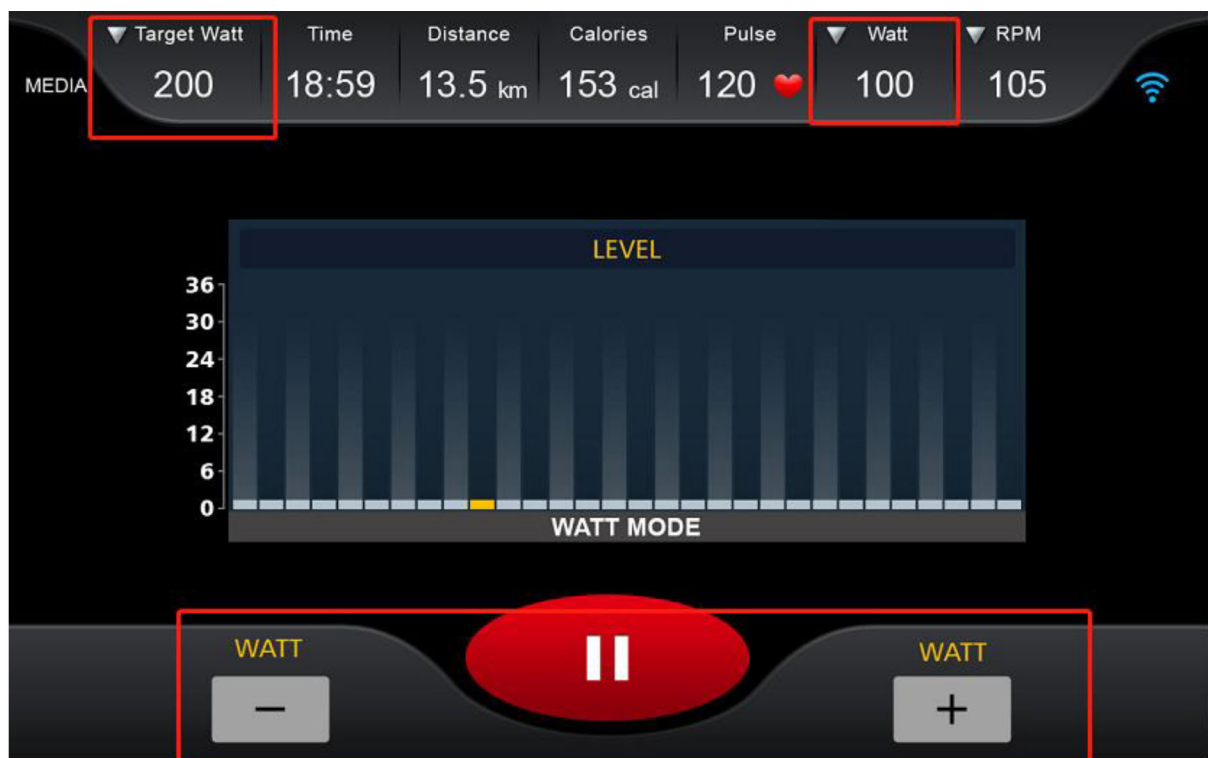 Target Watt Time Distance Calories Pulse Watt RPM
MEDIA 200 18:59 13.5 km 153 cal 120 100 105
LEVEL
36
30
24
18
12
6
0
WATT MODE
WATT WATT
− +